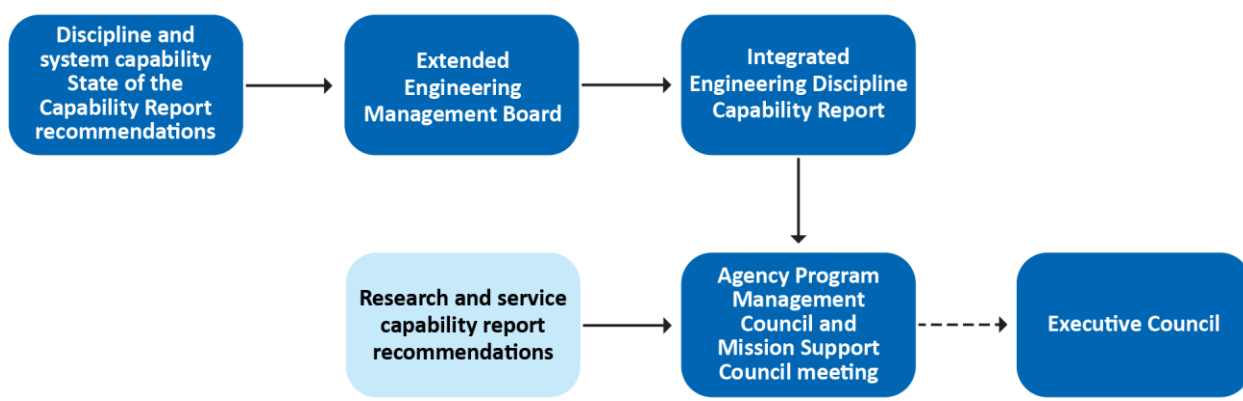 Discipline and
system capability
State of the
Capability Report
recommendations
Extended
Engineering
Management Board
Integrated
Engineering Discipline
Capability Report
Research and service
capability report
recommendations
Agency Program
Management
Council and
Mission Support
Council meeting
Executive Council